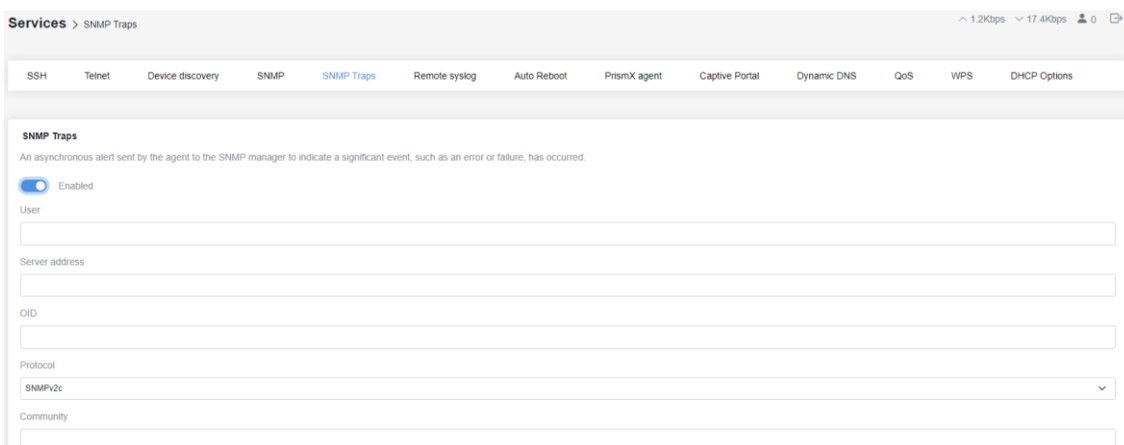 Services > SNMP Traps
1.2Kbps 17.4Kbps 0
SSH Telnet Device discovery SNMP SNMP Traps Remote syslog Auto Reboot PrismX agent Captive Portal Dynamic DNS QoS WPS DHCP Options
SNMP Traps
An asynchronous alert sent by the agent to the SNMP manager to indicate a significant event, such as an error or failure, has occurred.
Enabled
User
Server address
OID
Protocol
SNMPv2c
Community